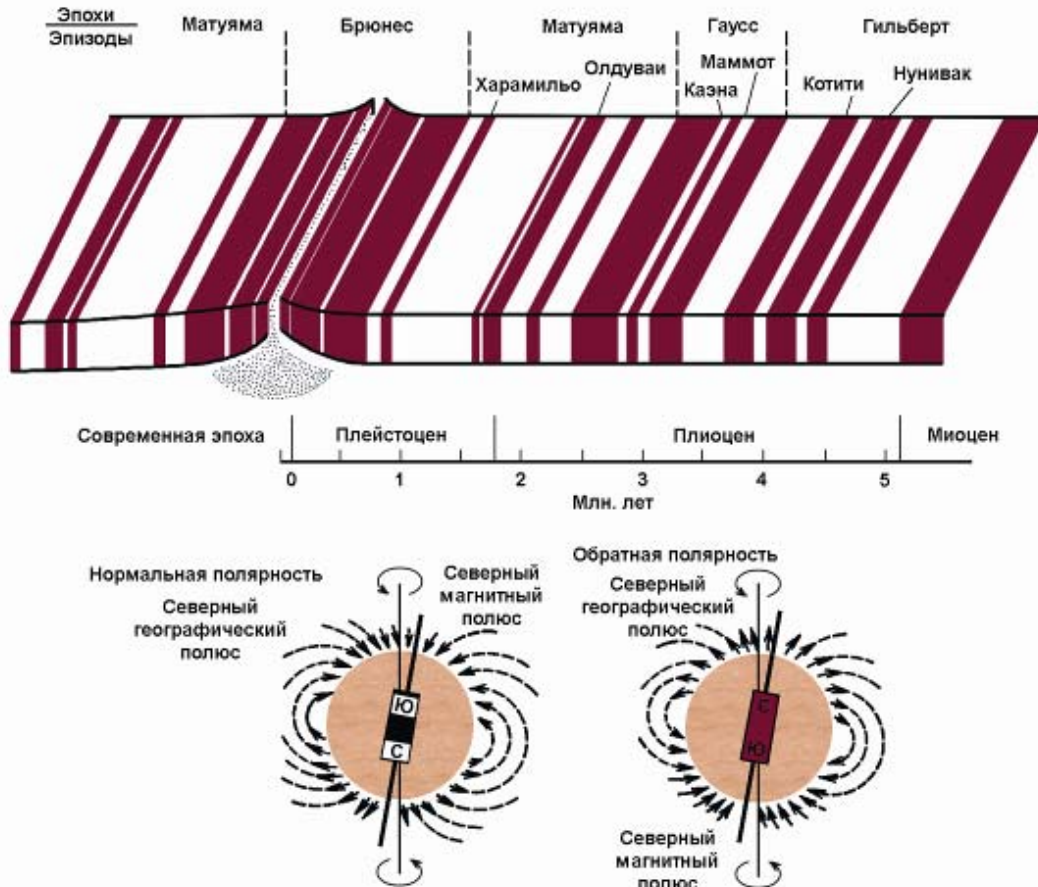 Эпохи
Эпизоды
Матуяма
Брюнес
Матуяма
Гаусс
Гильберт
Харамильо
Олдуваи
Каэна
Маммот
Котити
Нунивак
Современная эпоха
Плейстоцен
Плиоцен
Миоцен
0 1 2 3 4 5
Млн. лет
Нормальная полярность
Северный
географический
полюс
Северный
магнитный
полюс
Ю
С
Обратная полярность
Северный
географический
полюс
С
Ю
Северный
магнитный
полюс